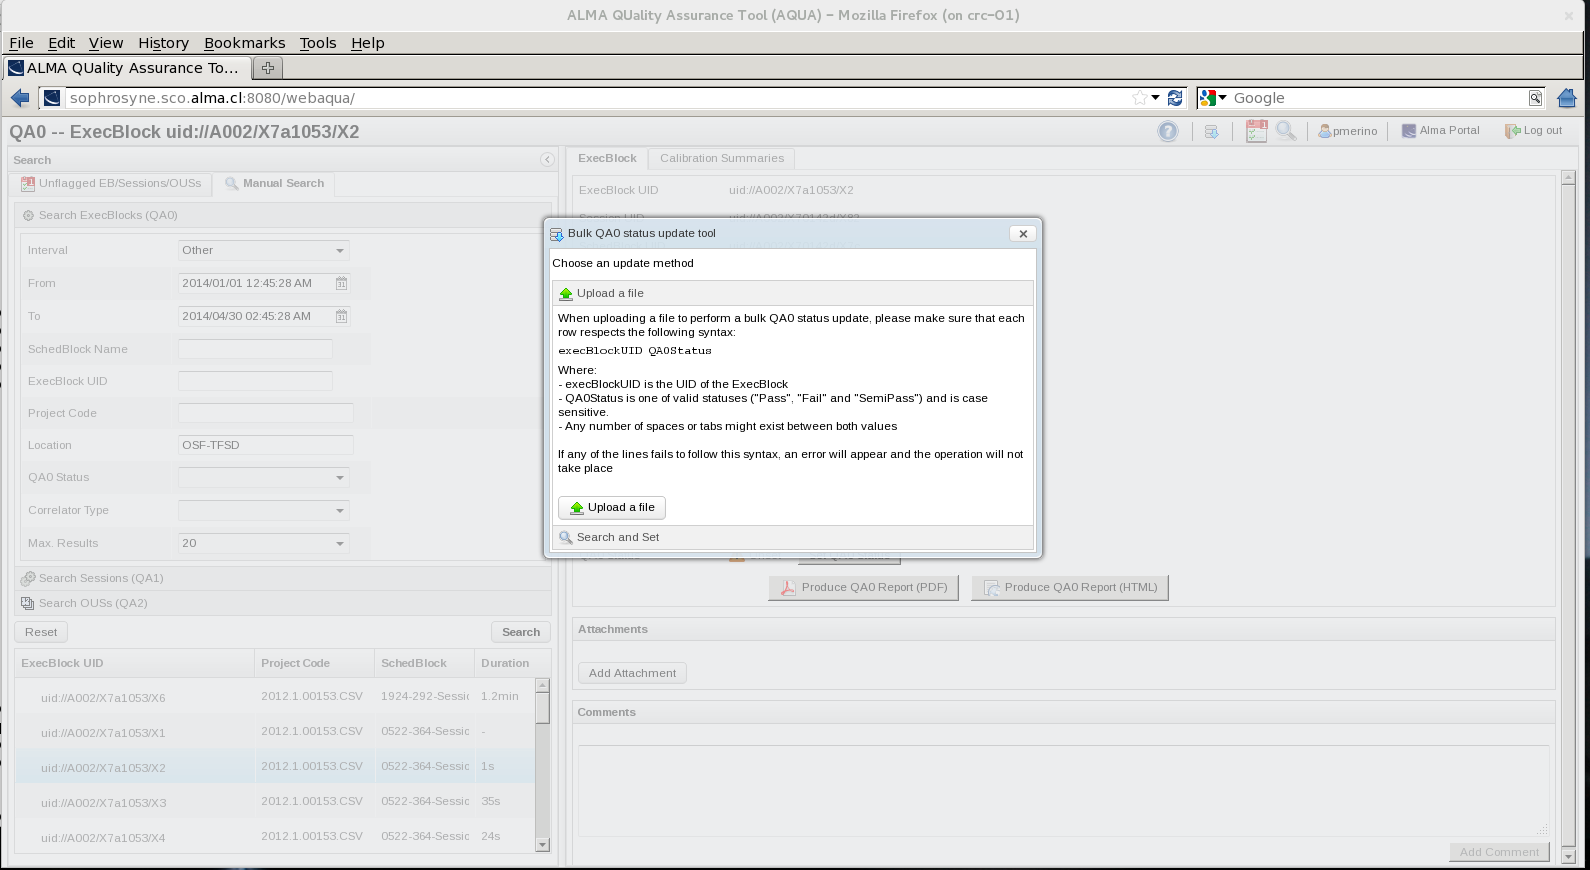 ALMA QUality Assurance Tool (AQUA) – Mozilla Firefox (on crc-01)
File Edit View History Bookmarks Tools Help
ALMA QUality Assurance To...
sophrosyne.sco.alma.cl:8080/webaqua/
Google
QA0 -- ExecBlock uid://A002/X7a1053/X2
pmerino
Alma Portal
Log out
Search
Unflagged EB/Sessions/OUSs
Manual Search
Search ExecBlocks (QA0)
Interval Other
From 2014/01/01 12:45:28 AM
To 2014/04/30 02:45:28 AM
SchedBlock Name
ExecBlock UID
Project Code
Location OSF-TFSD
QA0 Status
Correlator Type
Max. Results 20
Search Sessions (QA1)
Search OUSs (QA2)
Reset Search
ExecBlock UID Project Code SchedBlock Duration
uid://A002/X7a1053/X6 2012.1.00153.CSV 1924-292-Sessic 1.2min
uid://A002/X7a1053/X1 2012.1.00153.CSV 0522-364-Sessic -
uid://A002/X7a1053/X2 2012.1.00153.CSV 0522-364-Sessic 1s
uid://A002/X7a1053/X3 2012.1.00153.CSV 0522-364-Sessic 35s
uid://A002/X7a1053/X4 2012.1.00153.CSV 0522-364-Sessic 24s
ExecBlock Calibration Summaries
ExecBlock UID uid://A002/X7a1053/X2
Bulk QA0 status update tool
Choose an update method
Upload a file
When uploading a file to perform a bulk QA0 status update, please make sure that each
row respects the following syntax:
execBlockUID QA0Status
Where:
- execBlockUID is the UID of the ExecBlock
- QA0Status is one of valid statuses ("Pass", "Fail" and "SemiPass") and is case
sensitive.
- Any number of spaces or tabs might exist between both values
If any of the lines fails to follow this syntax, an error will appear and the operation will not
take place
Upload a file
Search and Set
Produce QA0 Report (PDF) Produce QA0 Report (HTML)
Attachments
Add Attachment
Comments
Add Comment